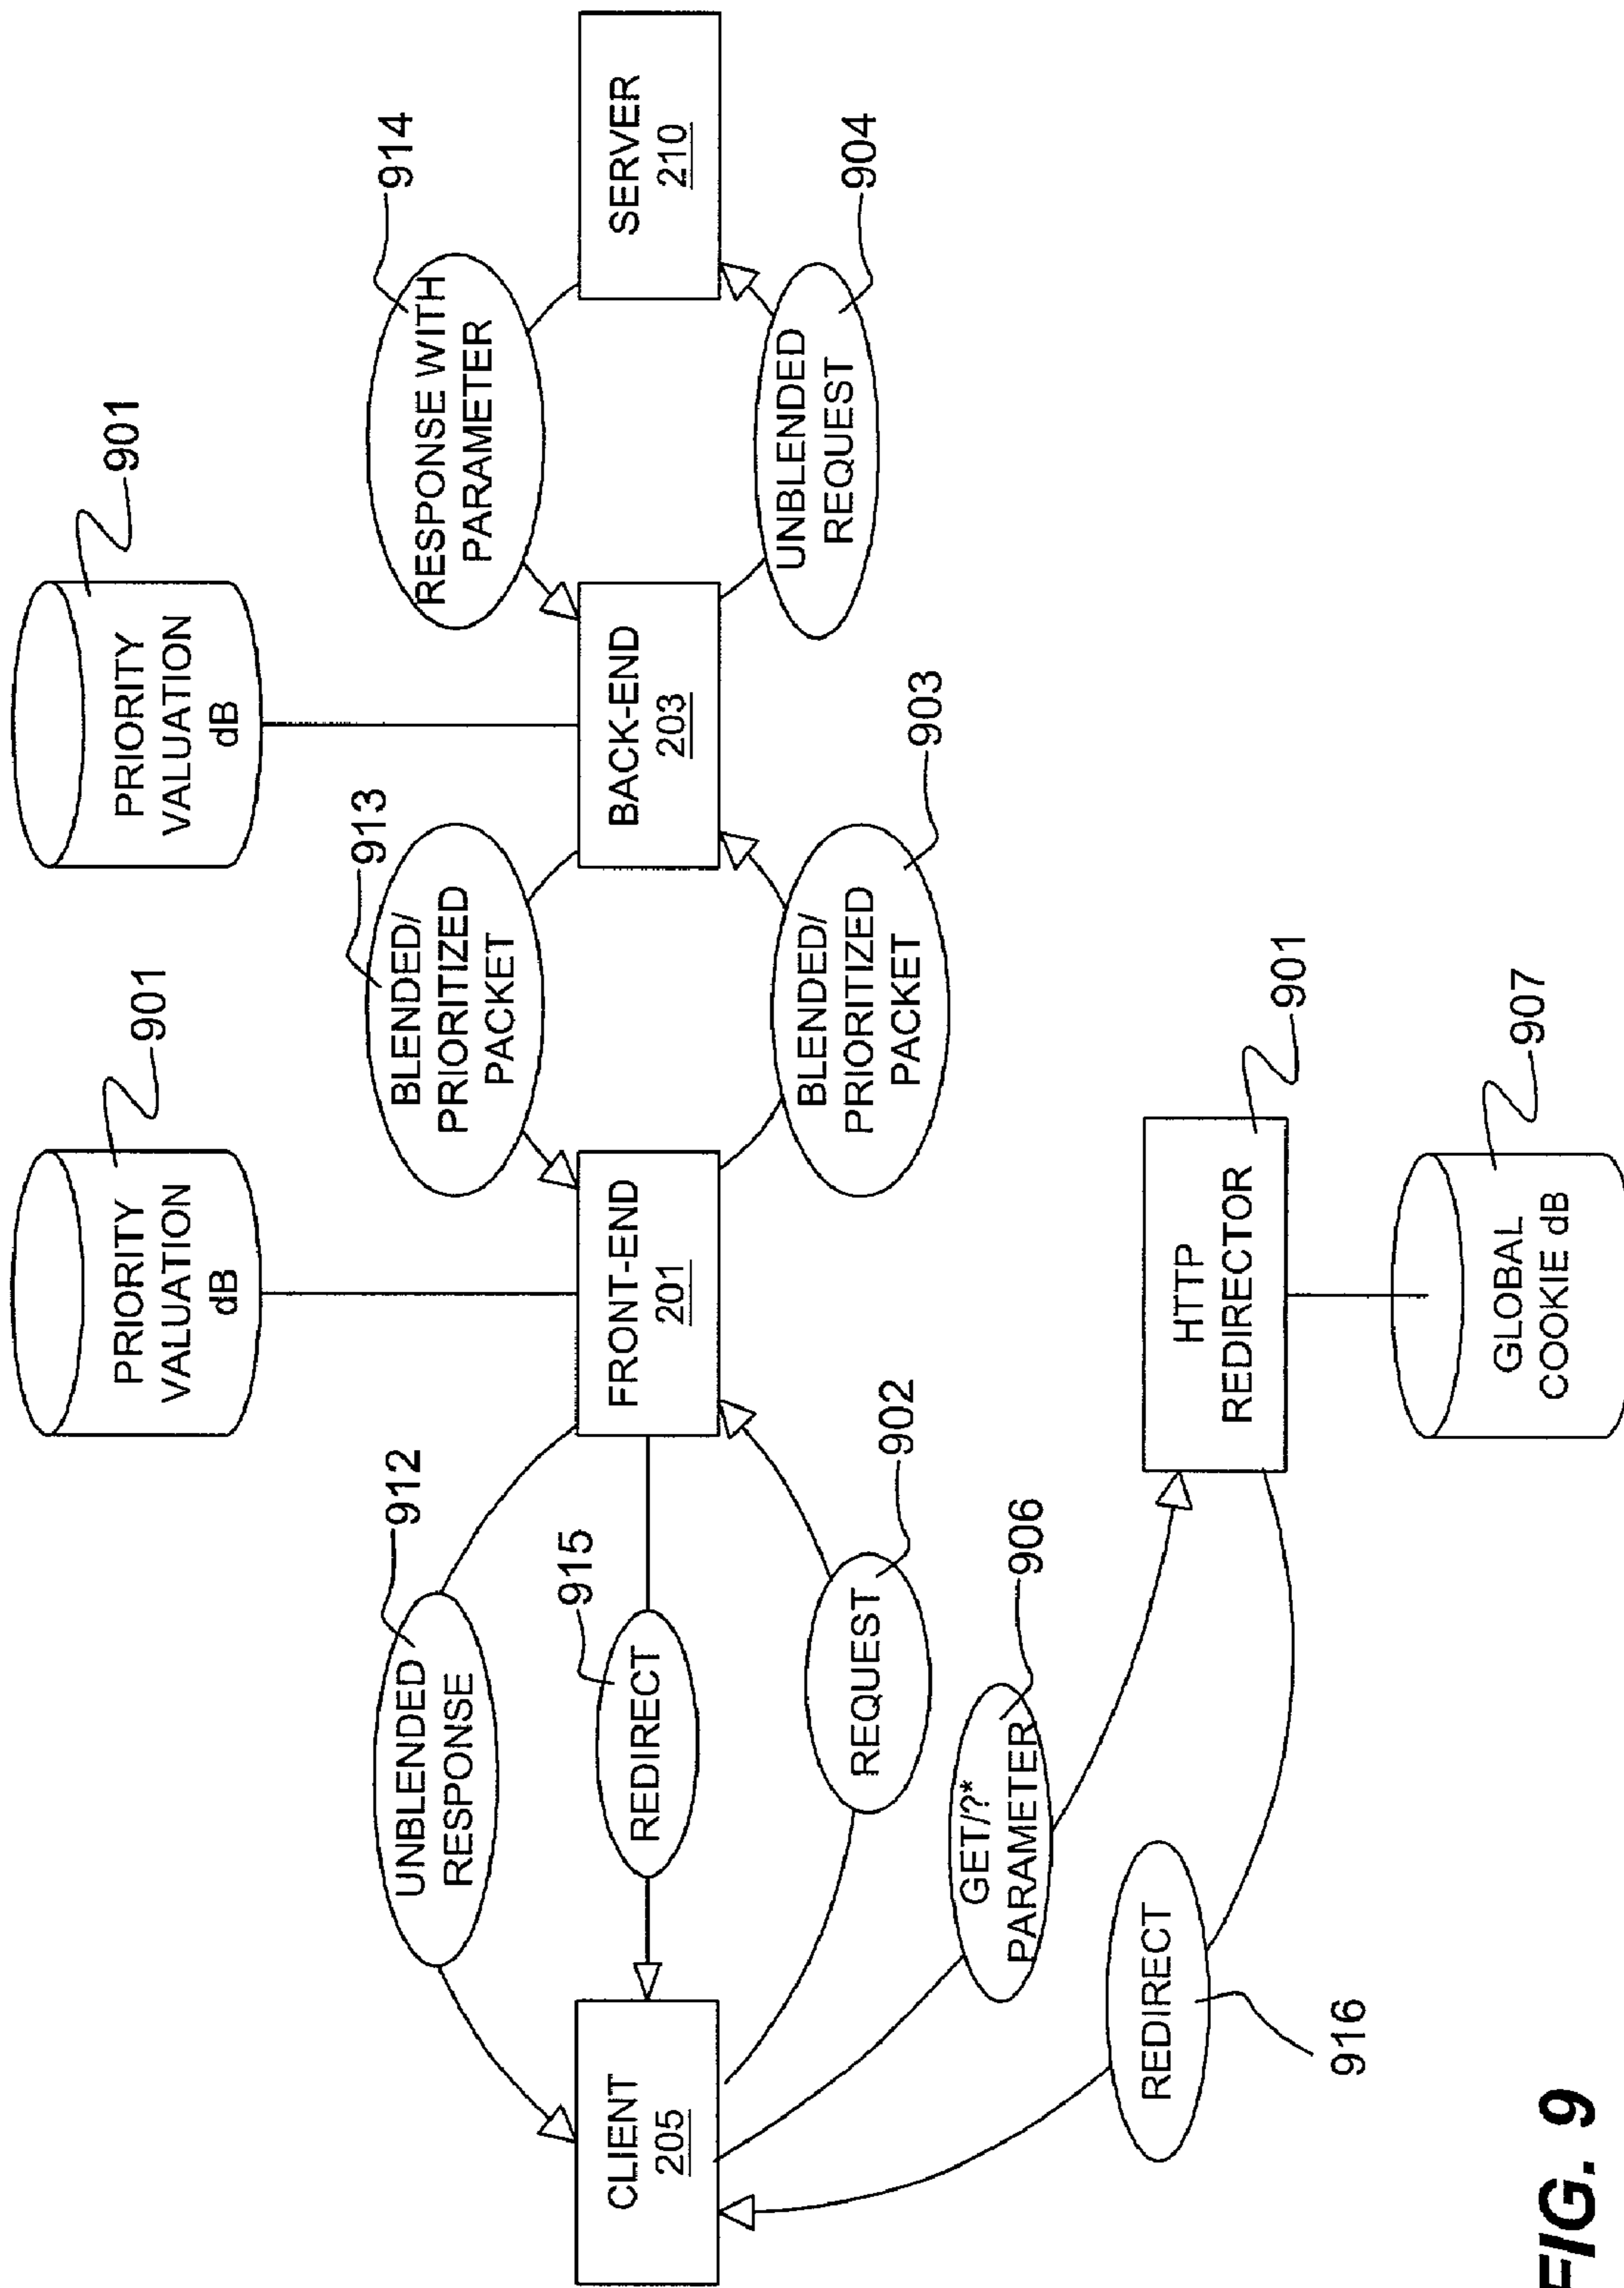 901
901
PRIORITY
VALUATION
dB
PRIORITY
VALUATION
dB
912
913
914
UNBLENDED
RESPONSE
BLENDED/
PRIORITIZED
PACKET
RESPONSE WITH
PARAMETER
915
CLIENT
205
REDIRECT
FRONT-END
201
BACK-END
203
SERVER
210
REQUEST
902
BLENDED/
PRIORITIZED
PACKET
903
UNBLENDED
REQUEST
904
GET/?*
PARAMETER
906
REDIRECT
916
HTTP
REDIRECTOR
901
GLOBAL
COOKIE dB
907
FIG. 9